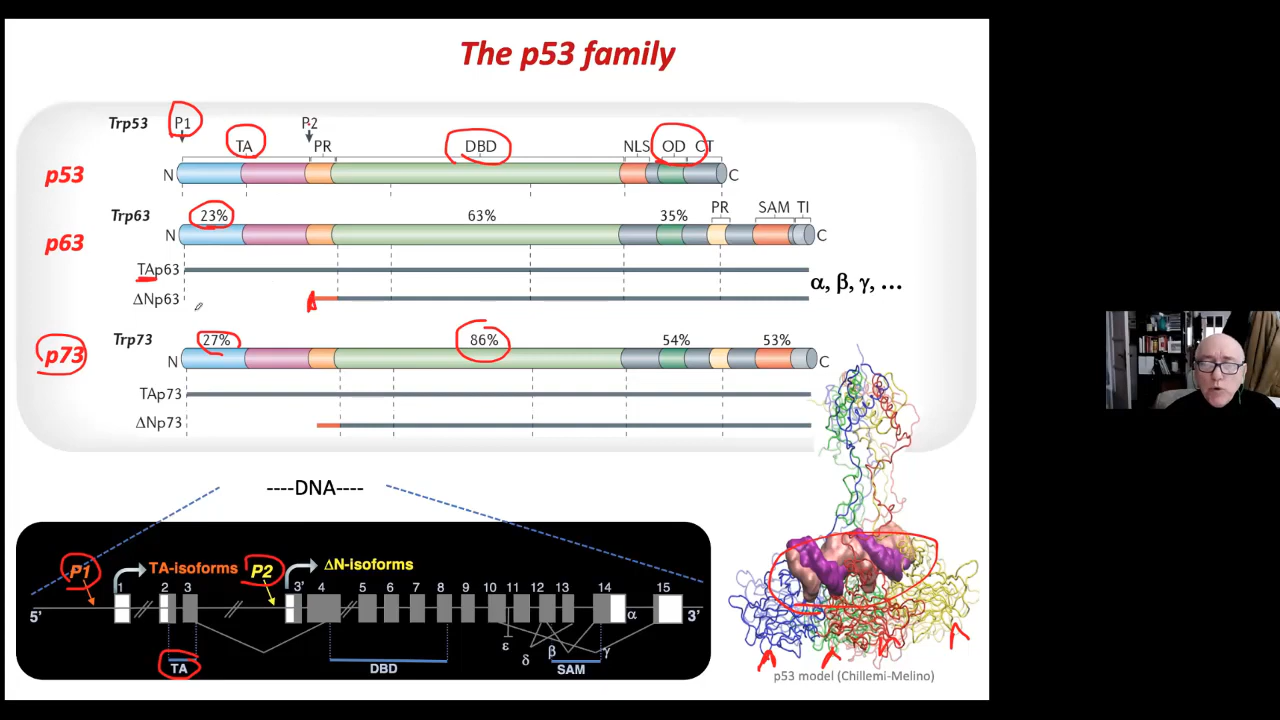 The p53 family
Trp53 P1 P2
TA PR DBD NLS OD CT
p53 N C
Trp63 23% 63% 35% PR SAM TI
p63 N C
TAp63
α, β, γ, ...
ΔNp63
Trp73 27% 86% 54% 53%
p73 N C
TAp73
ΔNp73
----DNA----
P1 TA-isoforms P2 ΔN-isoforms
1 2 3 3' 4 5 6 7 8 9 10 11 12 13 14 15
5' α 3'
ε δ β γ
TA DBD SAM
p53 model (Chillemi-Melino)